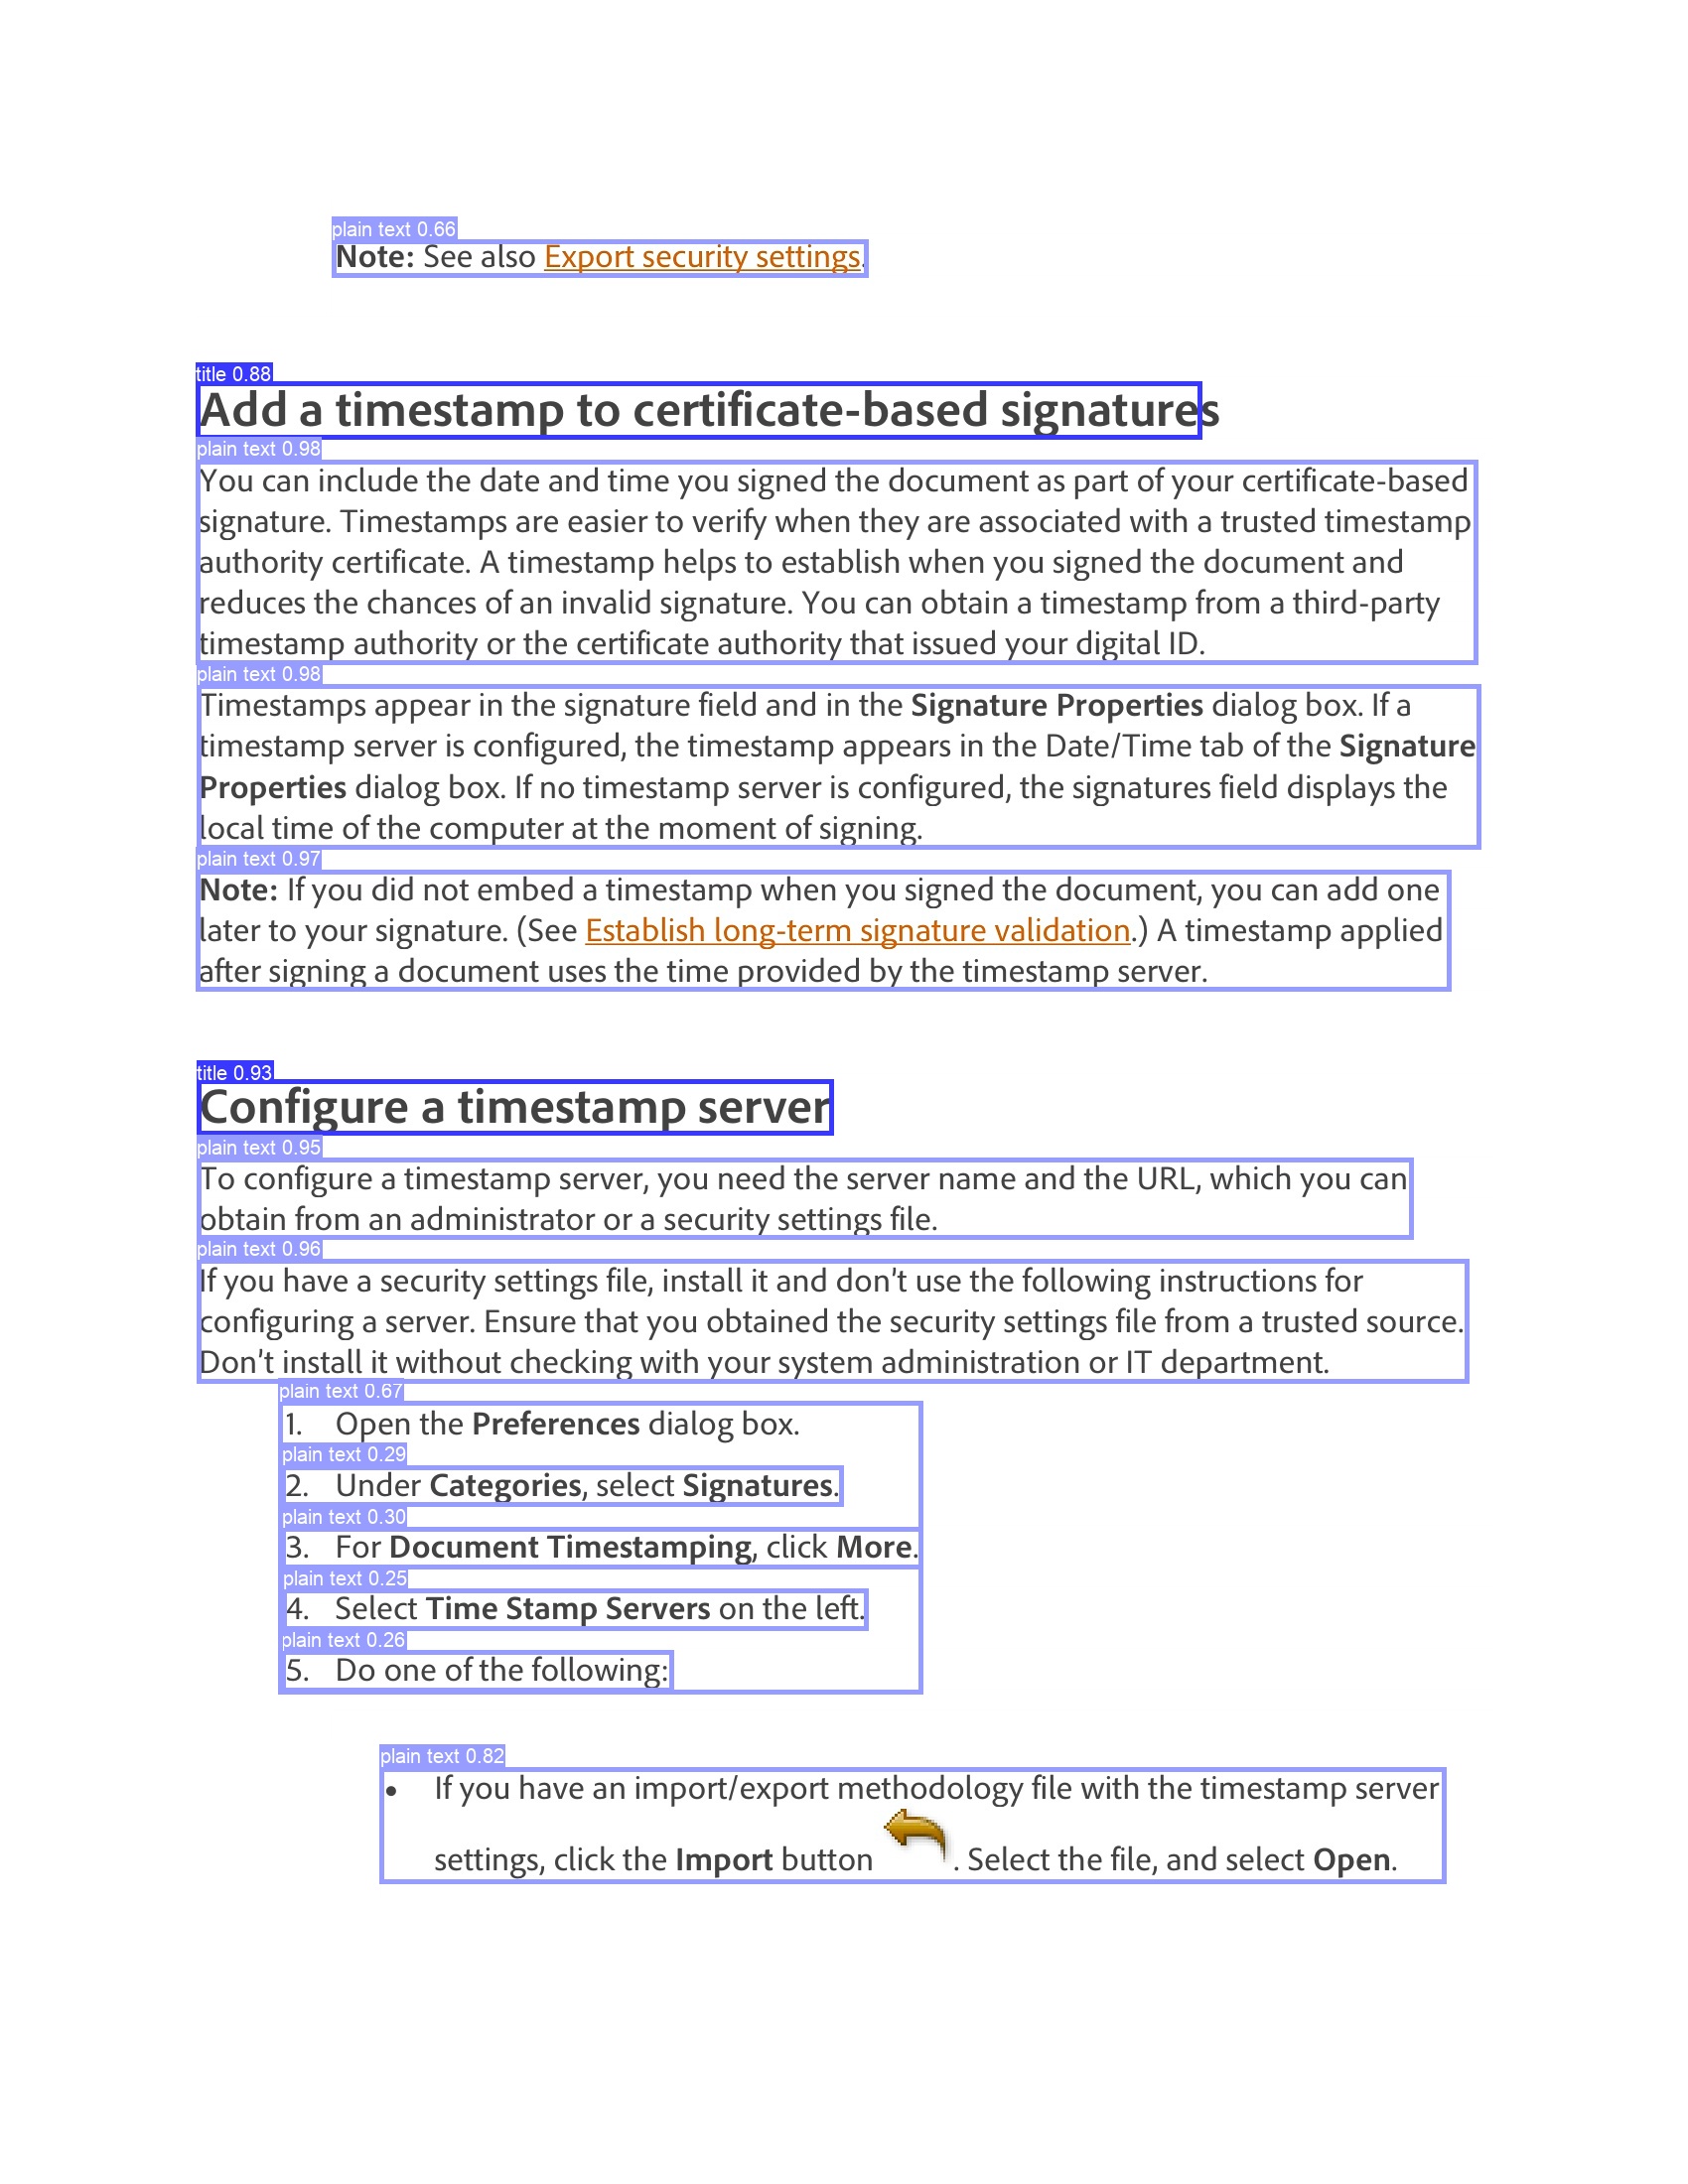 plain text 0.66
Note: See also Export security settings.
title 0.88
Add a timestamp to certificate-based signatures
plain text 0.98
You can include the date and time you signed the document as part of your certificate-based
signature. Timestamps are easier to verify when they are associated with a trusted timestamp
authority certificate. A timestamp helps to establish when you signed the document and
reduces the chances of an invalid signature. You can obtain a timestamp from a third-party
timestamp authority or the certificate authority that issued your digital ID.
plain text 0.98
Timestamps appear in the signature field and in the Signature Properties dialog box. If a
timestamp server is configured, the timestamp appears in the Date/Time tab of the Signature
Properties dialog box. If no timestamp server is configured, the signatures field displays the
local time of the computer at the moment of signing.
plain text 0.97
Note: If you did not embed a timestamp when you signed the document, you can add one
later to your signature. (See Establish long-term signature validation.) A timestamp applied
after signing a document uses the time provided by the timestamp server.
title 0.93
Configure a timestamp server
plain text 0.95
To configure a timestamp server, you need the server name and the URL, which you can
obtain from an administrator or a security settings file.
plain text 0.96
If you have a security settings file, install it and don’t use the following instructions for
configuring a server. Ensure that you obtained the security settings file from a trusted source.
Don’t install it without checking with your system administration or IT department.
plain text 0.67
1. Open the Preferences dialog box.
plain text 0.29
2. Under Categories, select Signatures.
plain text 0.30
3. For Document Timestamping, click More.
plain text 0.25
4. Select Time Stamp Servers on the left.
plain text 0.26
5. Do one of the following:
plain text 0.82
• If you have an import/export methodology file with the timestamp server
settings, click the Import button . Select the file, and select Open.